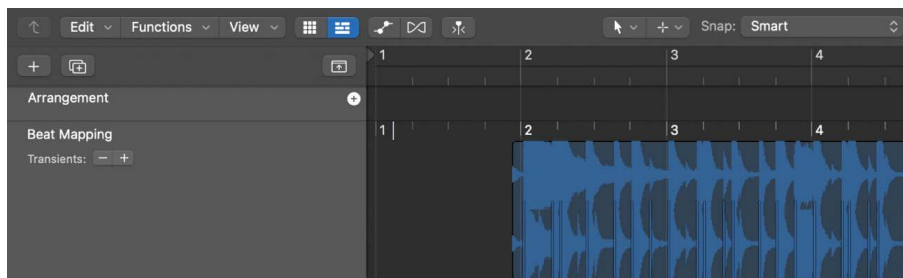 Edit Functions View Snap: Smart
1 2 3 4
Arrangement
Beat Mapping
1 2 3 4
Transients: − +